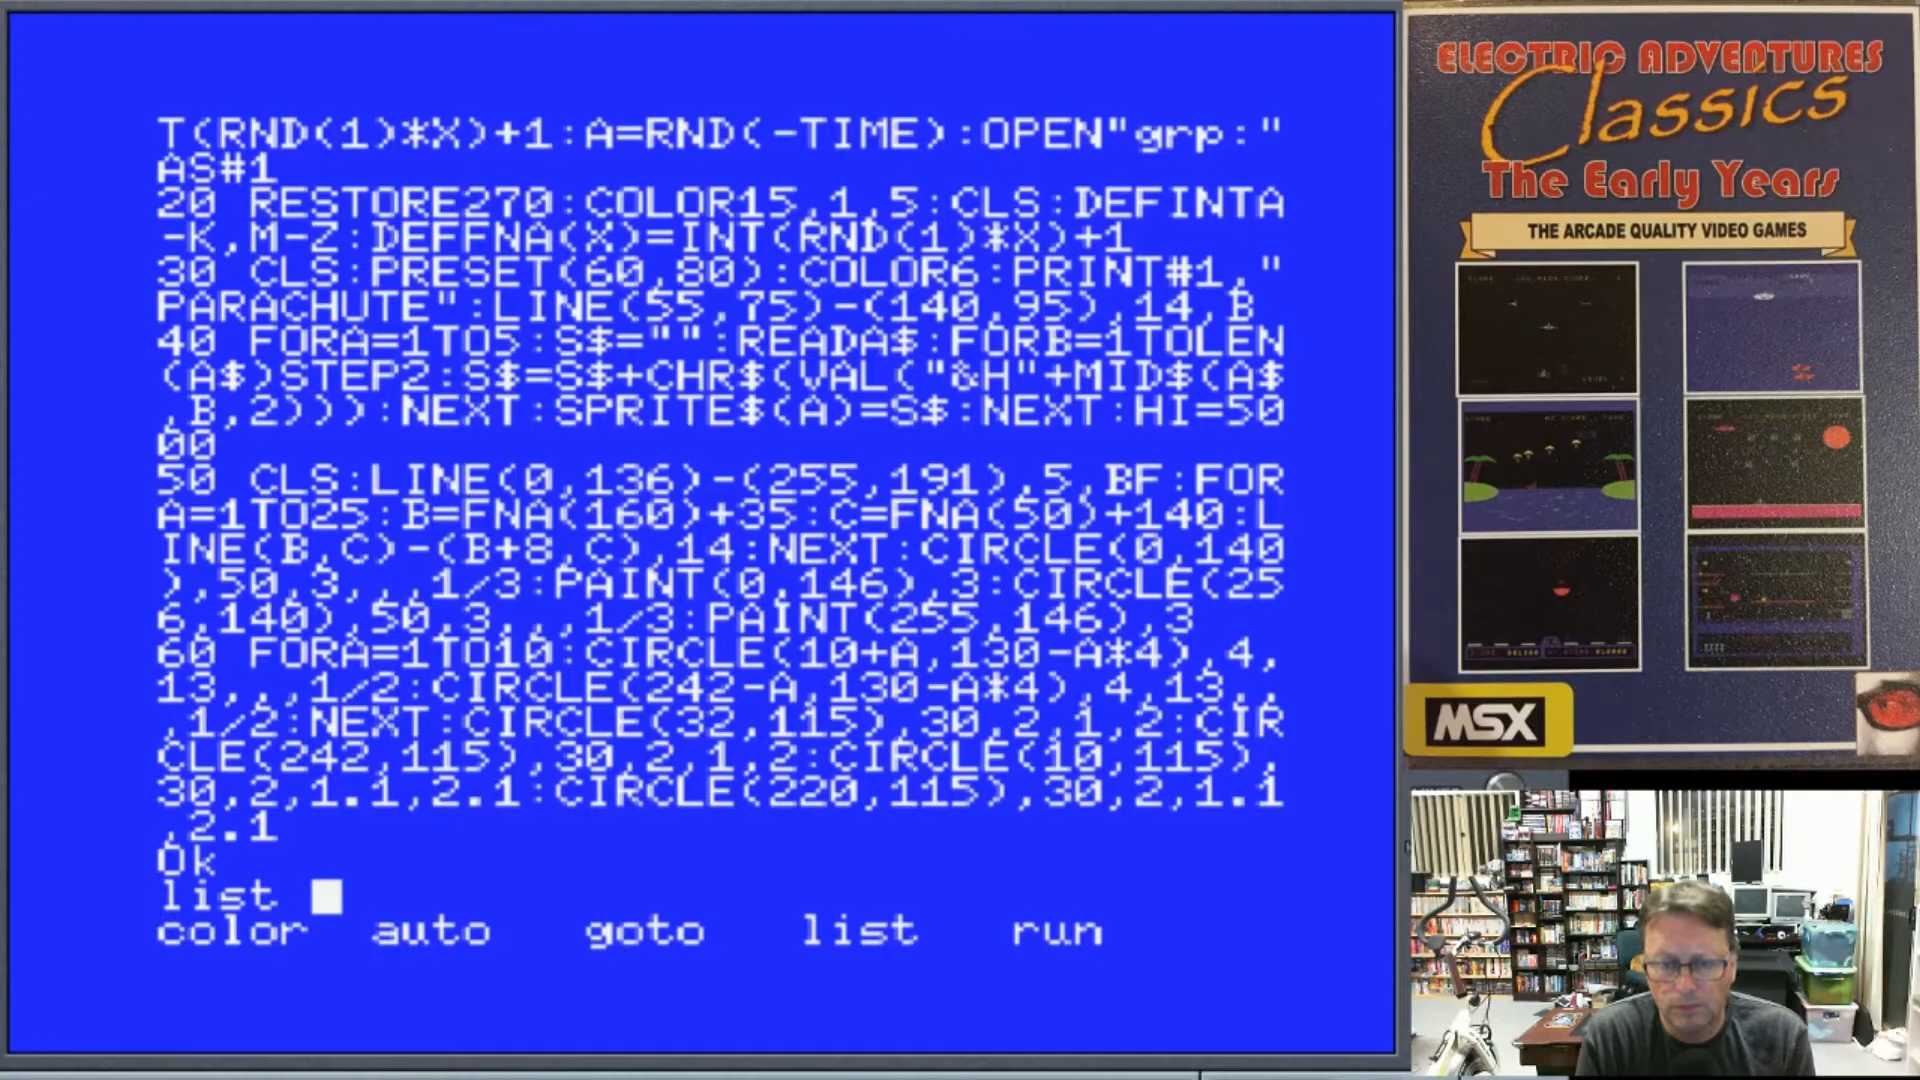 T(RND(1)*X)+1:A=RND(-TIME):OPEN"grp:"
AS#1
20 RESTORE270:COLOR15,1,5:CLS:DEFINTA
-K,M-Z:DEFFNA(X)=INT(RND(1)*X)+1
30 CLS:PRESET(60,80):COLOR6:PRINT#1,"
PARACHUTE":LINE(55,75)-(140,95),14,B
40 FORA=1TO5:S$="":READA$:FORB=1TOLEN
(A$)STEP2:S$=S$+CHR$(VAL("&H"+MID$(A$
,B,2))):NEXT:SPRITE$(A)=S$:NEXT:HI=50
00
50 CLS:LINE(0,136)-(255,191),5,BF:FOR
A=1TO25:B=FNA(160)+35:C=FNA(50)+140:L
INE(B,C)-(B+8,C),14:NEXT:CIRCLE(0,140
),50,3,,,1/3:PAINT(0,146),3:CIRCLE(25
6,140),50,3,,,1/3:PAINT(255,146),3
60 FORA=1TO10:CIRCLE(10+A,130-A*4),4,
13,,,1/2:CIRCLE(242-A,130-A*4),4,13,,
,1/2:NEXT:CIRCLE(32,115),30,2,1,2:CIR
CLE(242,115),30,2,1,2:CIRCLE(10,115),
30,2,1.1,2.1:CIRCLE(220,115),30,2,1.1
,2.1
Ok
list
color auto goto list run
ELECTRIC ADVENTURES
Classics
The Early Years
THE ARCADE QUALITY VIDEO GAMES
MSX